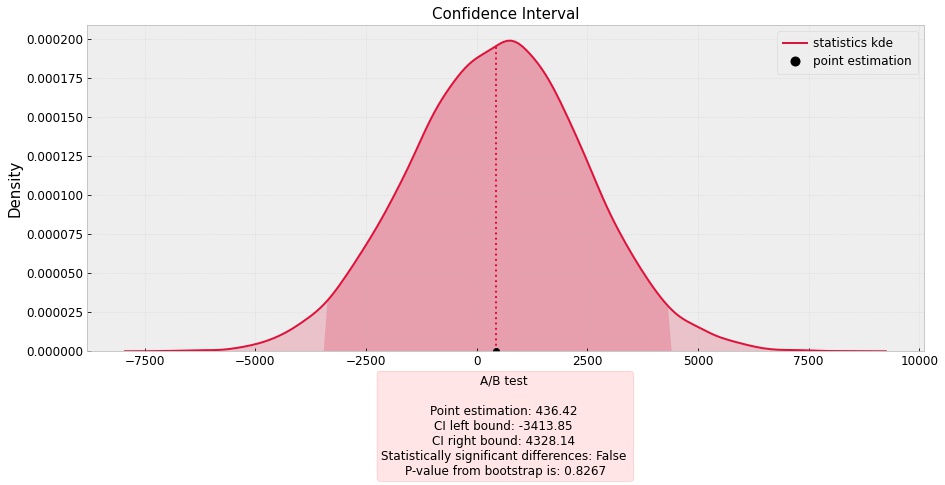 Confidence Interval
statistics kde
point estimation
Density
0.000200
0.000175
0.000150
0.000125
0.000100
0.000075
0.000050
0.000025
0.000000
−7500
−5000
−2500
0
2500
5000
7500
10000
A/B test
Point estimation: 436.42
CI left bound: -3413.85
CI right bound: 4328.14
Statistically significant differences: False
P-value from bootstrap is: 0.8267